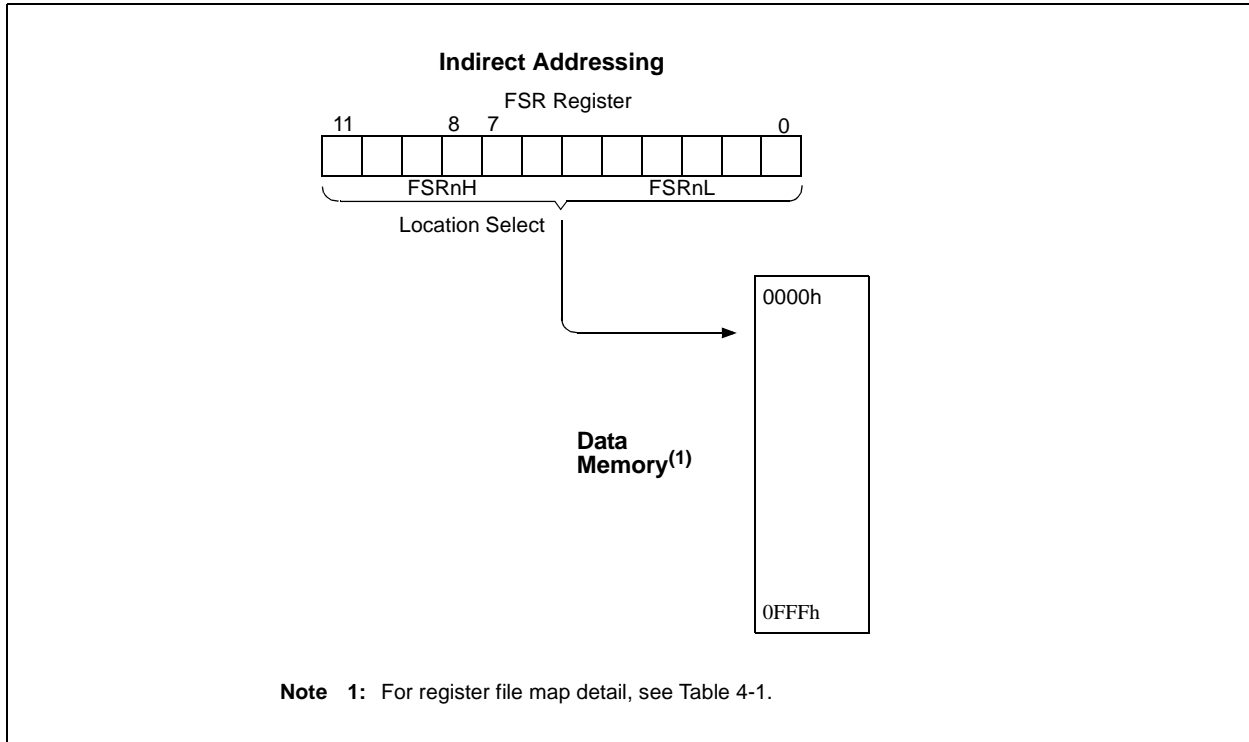 Indirect Addressing
FSR Register
11 8 7 0
FSRnH FSRnL
Location Select
0000h
Data
Memory(1)
0FFFh
Note 1: For register file map detail, see Table 4-1.